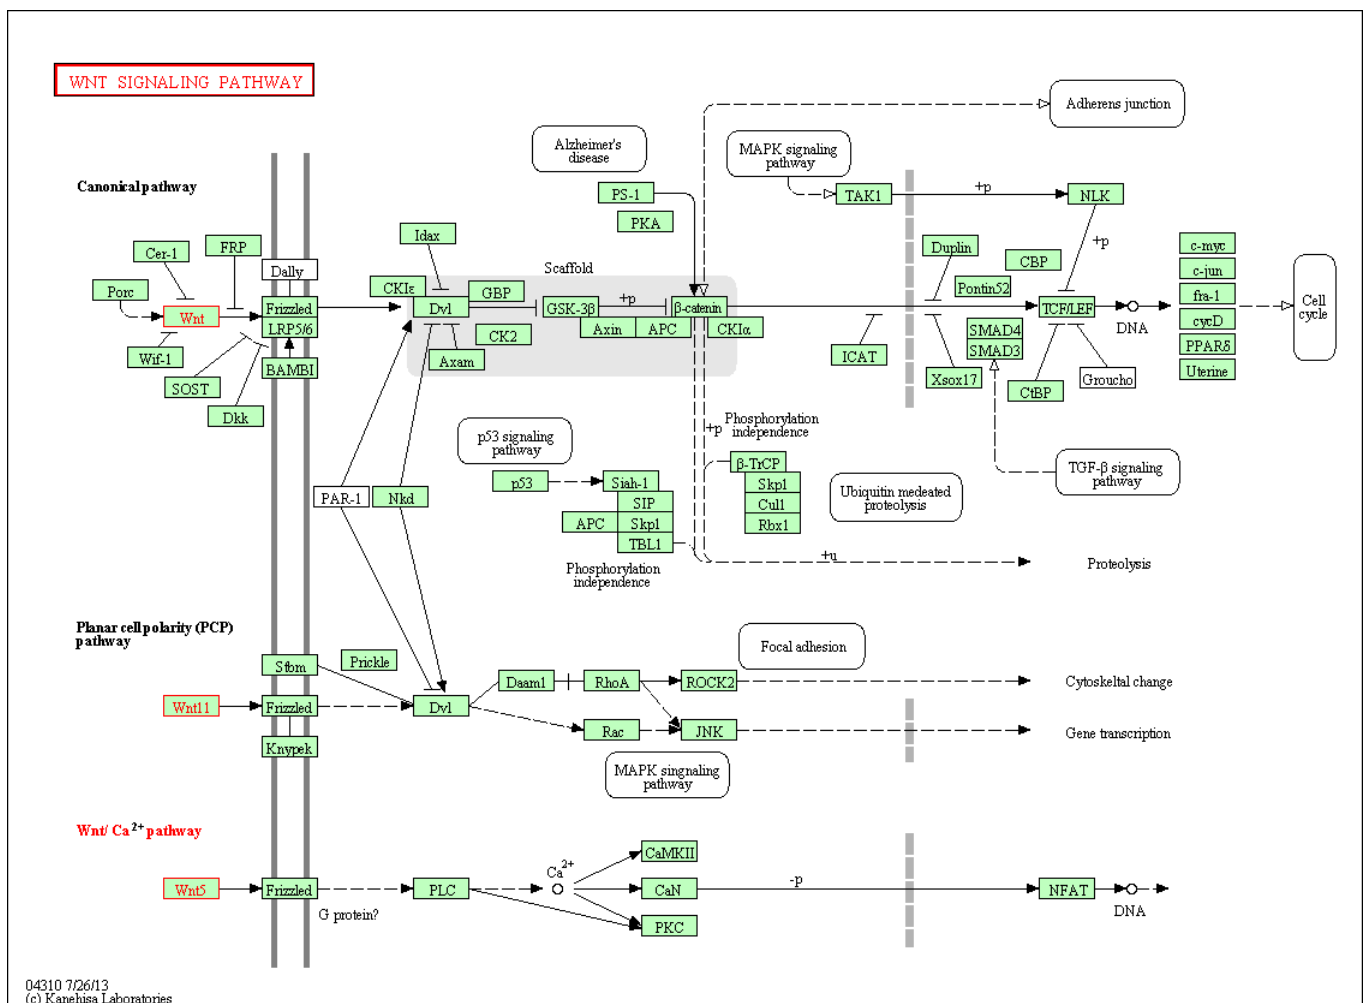 WNT SIGNALING PATHWAY
Adherens junction
Alzheimer's
disease
MAPK signaling
pathway
Canonical pathway
PS-1
TAK1
+p
NLK
PKA
Idax
FRP
Cer-1
Duplin
+p
c-myc
Dally
Scaffold
CBP
c-jun
Porc
CKIε
GBP
Pontin52
fra-1
Wnt
Frizzled
Dvl
GSK-3β
+p
β-catenin
TCF/LEF
DNA
Cell
cycle
LRP5/6
CK2
Axin
APC
CKIα
SMAD4
cycD
Wif-1
Axam
ICAT
SMAD3
PPARδ
BAMBI
Uterine
SOST
Xsox17
CtBP
Groucho
Dkk
Phosphorylation
independence
+p
p53 signaling
pathway
β-TrCP
TGF-β signaling
pathway
p53
Siah-1
Skp1
Ubiquitin medeated
proteolysis
PAR-1
Nkd
SIP
Cul1
APC
Skp1
Rbx1
TBL1
+u
Proteolysis
Phosphorylation
independence
Planar cell polarity (PCP)
pathway
Focal adhesion
Stbm
Prickle
Daam1
RhoA
ROCK2
Cytoskeltal change
Wnt11
Frizzled
Dvl
Rac
JNK
Gene transcription
Knypek
MAPK singnaling
pathway
Wnt/ Ca2+ pathway
CaMKII
Ca2+
Wnt5
Frizzled
PLC
CaN
-p
NFAT
DNA
G protein?
PKC
04310 7/26/13
(c) Kanehisa Laboratories